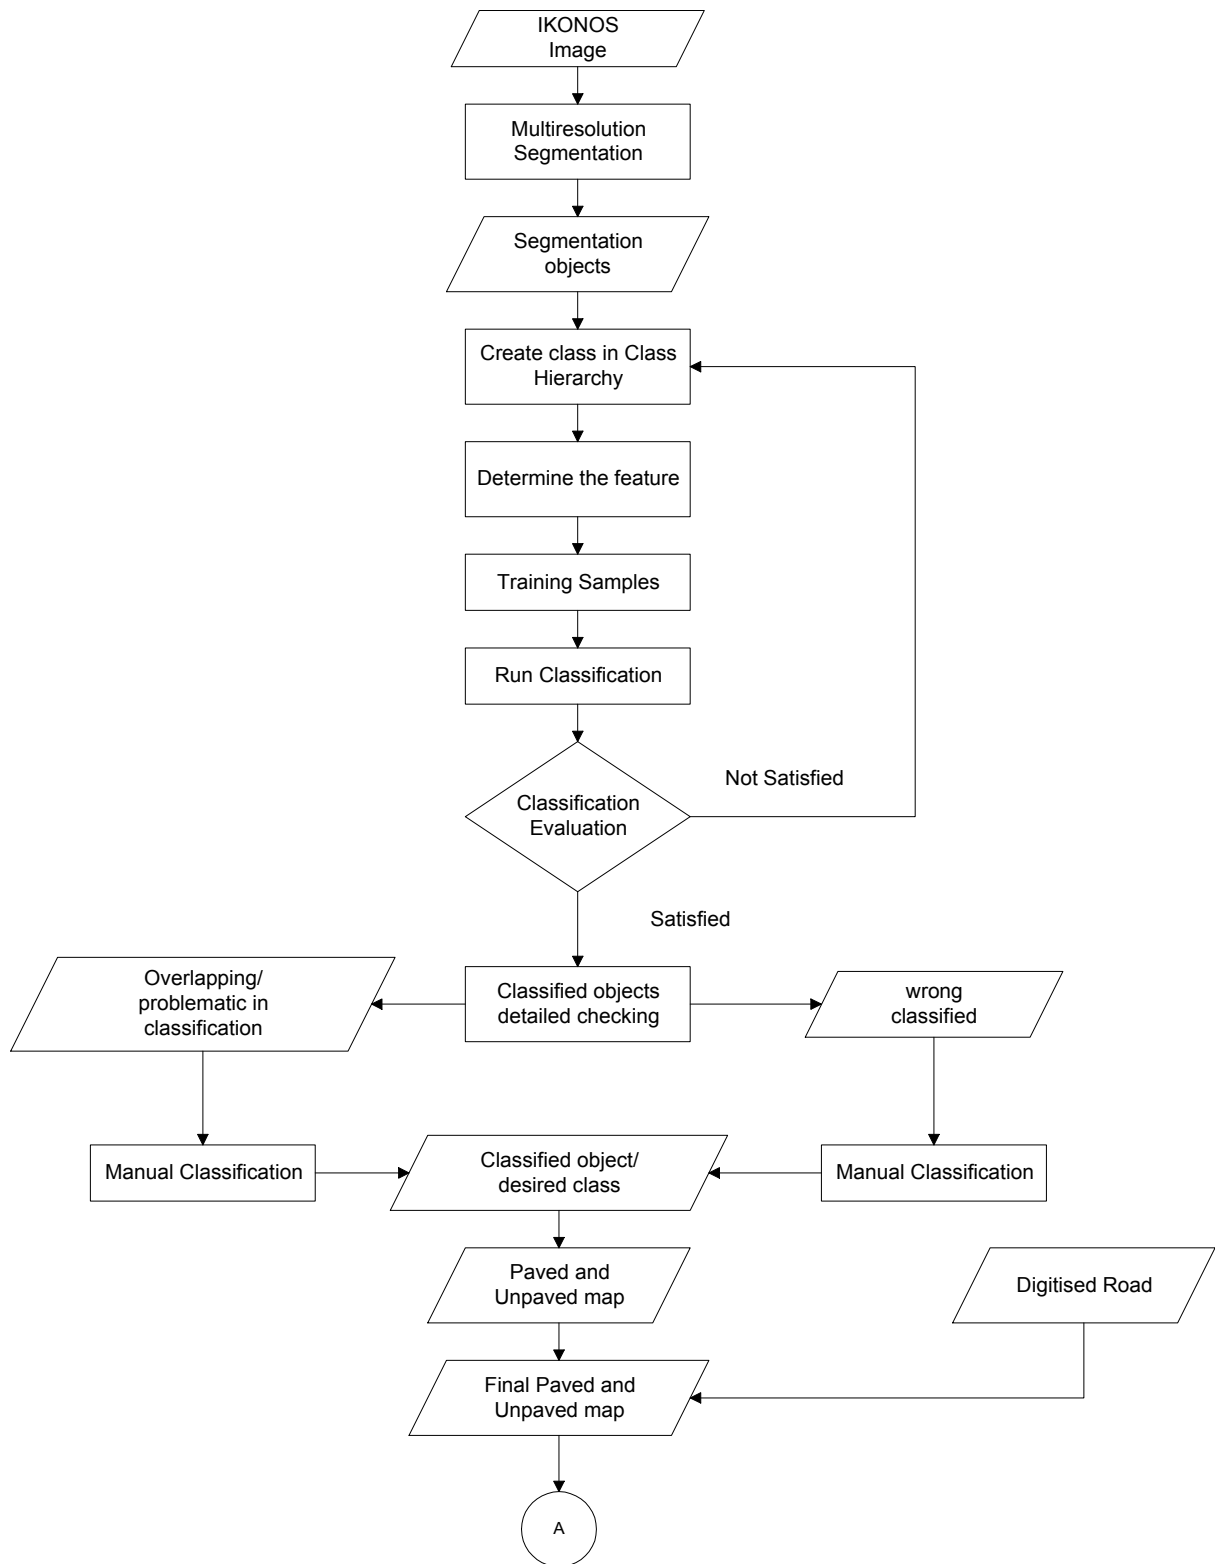 IKONOS
Image
Multiresolution
Segmentation
Segmentation
objects
Create class in Class
Hierarchy
Determine the feature
Training Samples
Run Classification
Not Satisfied
Classification
Evaluation
Satisfied
Overlapping/
problematic in
classification
Classified objects
detailed checking
wrong
classified
Manual Classification
Classified object/
desired class
Manual Classification
Paved and
Unpaved map
Digitised Road
Final Paved and
Unpaved map
A